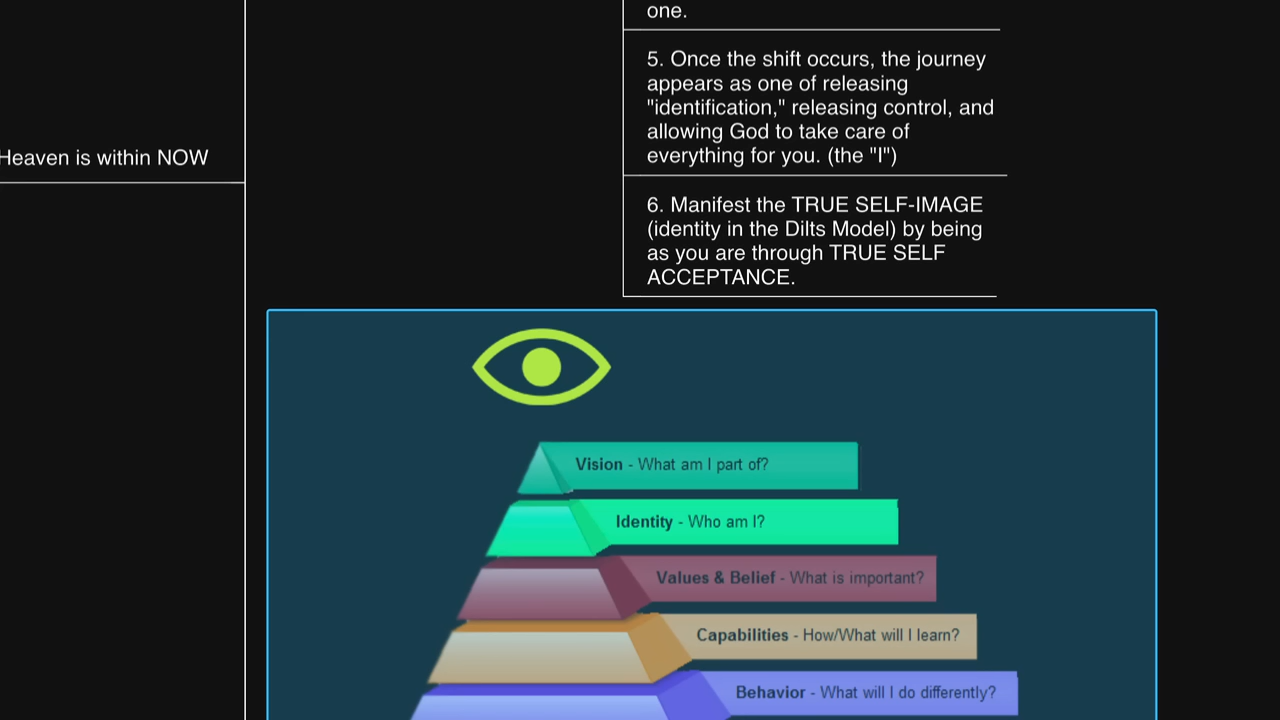 one.
5. Once the shift occurs, the journey
appears as one of releasing
"identification," releasing control, and
allowing God to take care of
everything for you. (the "I")
Heaven is within NOW
6. Manifest the TRUE SELF-IMAGE
(identity in the Dilts Model) by being
as you are through TRUE SELF
ACCEPTANCE.
Vision - What am I part of?
Identity - Who am I?
Values & Belief - What is important?
Capabilities - How/What will I learn?
Behavior - What will I do differently?